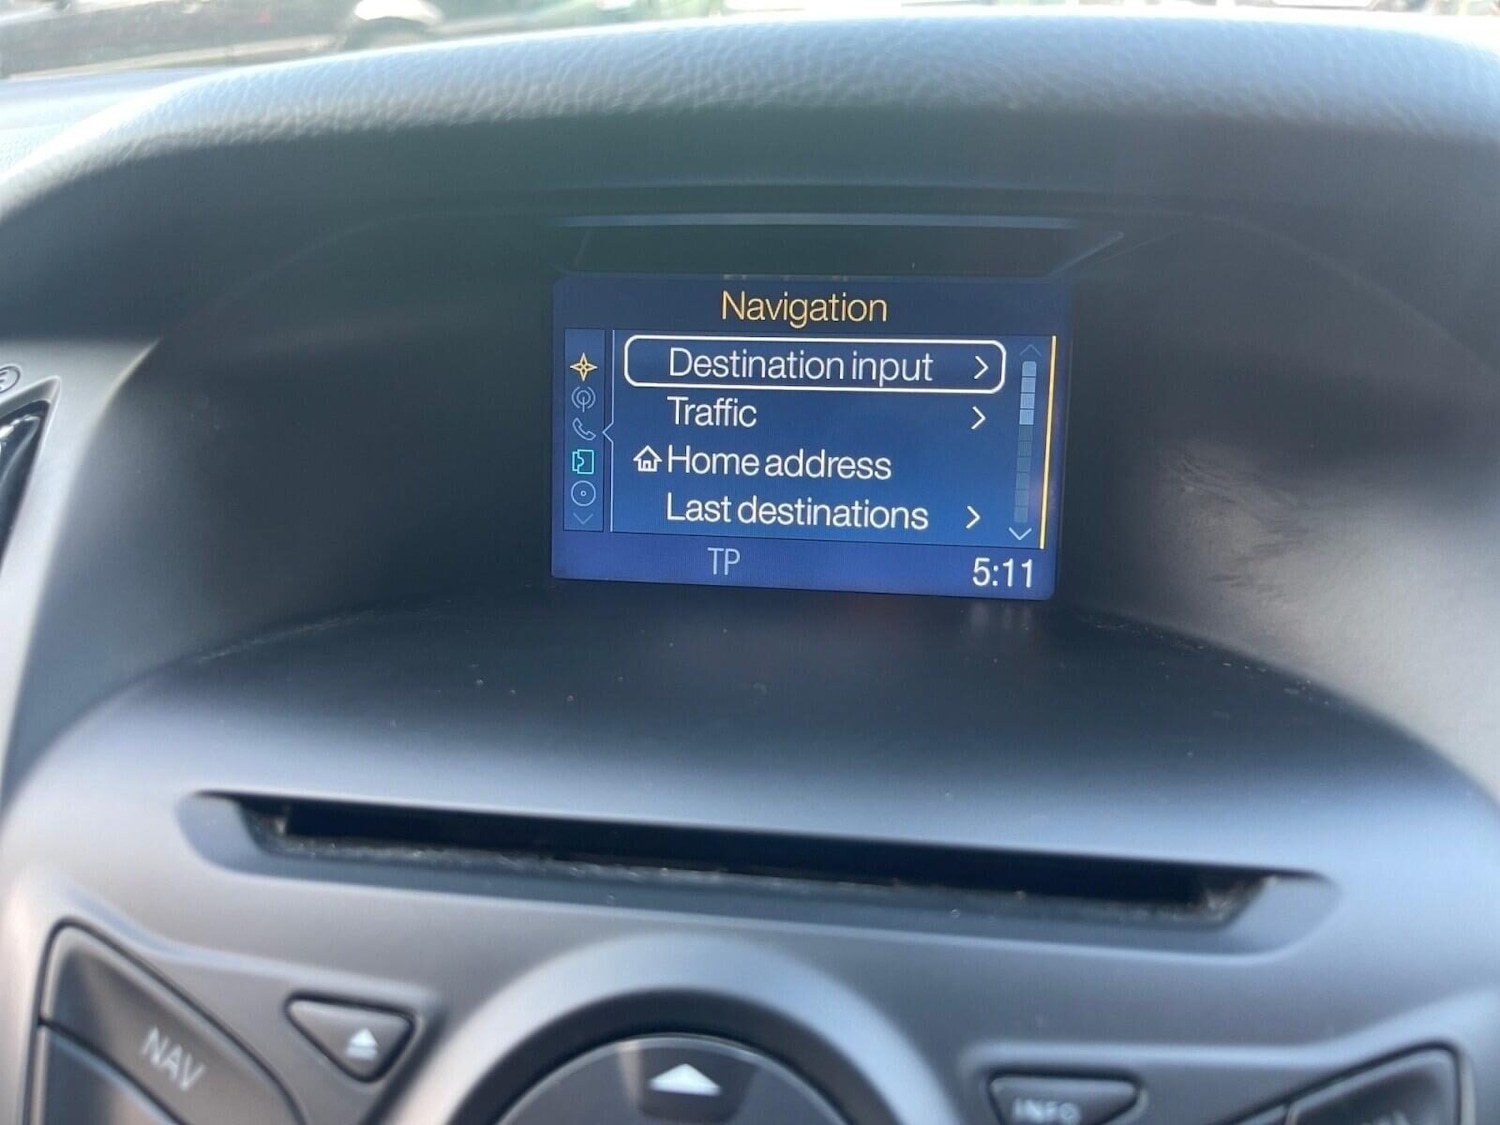 Navigation
Destination input
Traffic
Home address
Last destinations
TP
5:11
NAV
INFO